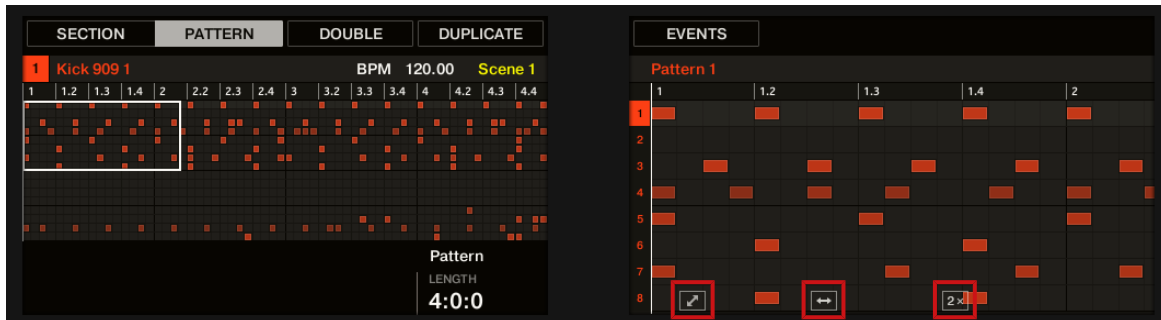 SECTION PATTERN DOUBLE DUPLICATE
1 Kick 909 1 BPM 120.00 Scene 1
1 1.2 1.3 1.4 2 2.2 2.3 2.4 3 3.2 3.3 3.4 4 4.2 4.3 4.4
Pattern
LENGTH
4:0:0
EVENTS
Pattern 1
1 1.2 1.3 1.4 2
1
2
3
4
5
6
7
8
2×